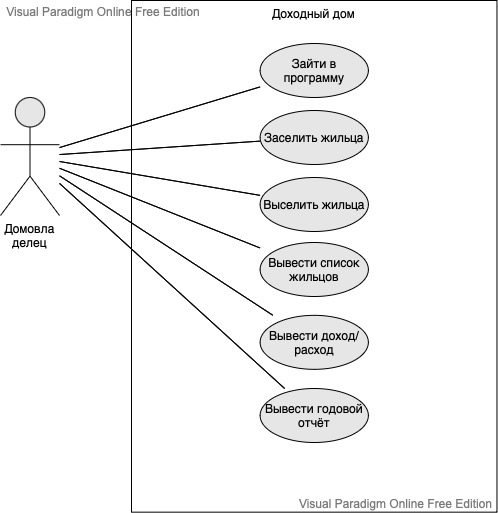 Visual Paradigm Online Free Edition
Доходный дом
Зайти в
программу
Заселить жильца
Выселить жильца
Домовла
делец
Вывести список
жильцов
Вывести доход/
расход
Вывести годовой
отчёт
Visual Paradigm Online Free Edition